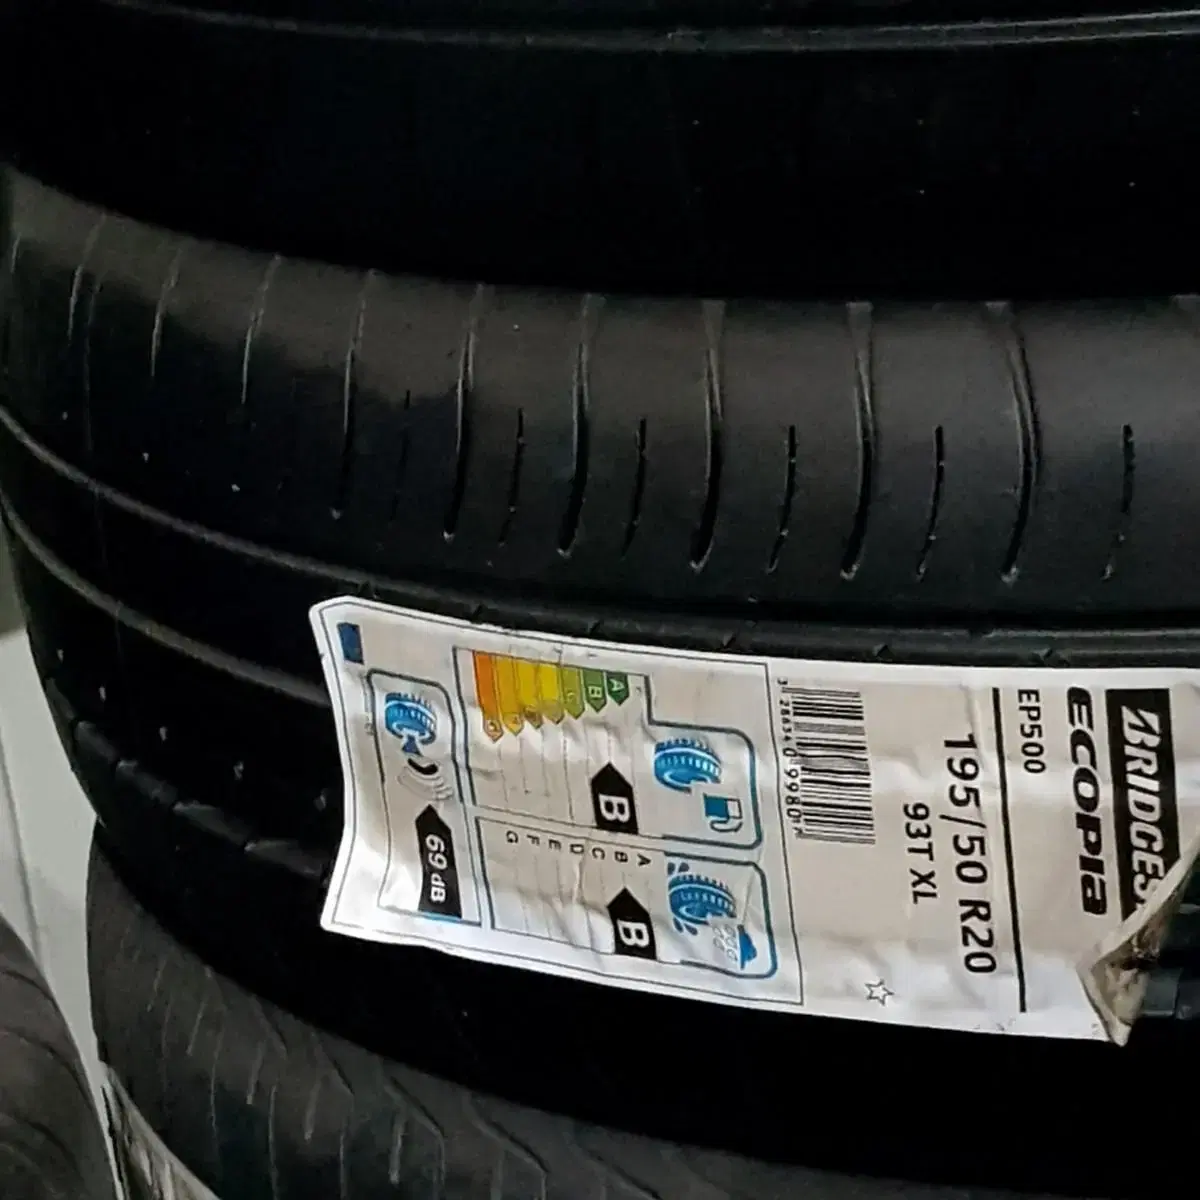 BRIDGES
ECOPIA
EP500
195/50 R20
93T XL
A
B
C
B
A
B
C
D
E
F
G
B
69 dB